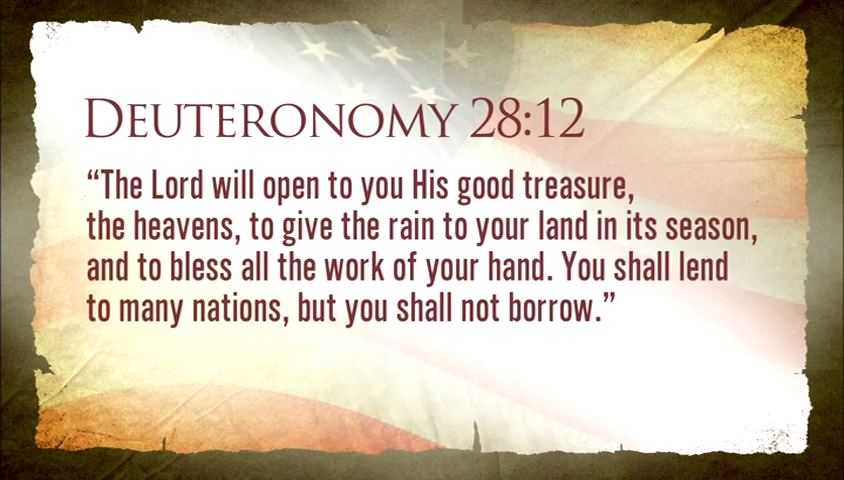 DEUTERONOMY 28:12
“The Lord will open to you His good treasure,
the heavens, to give the rain to your land in its season,
and to bless all the work of your hand. You shall lend
to many nations, but you shall not borrow.”